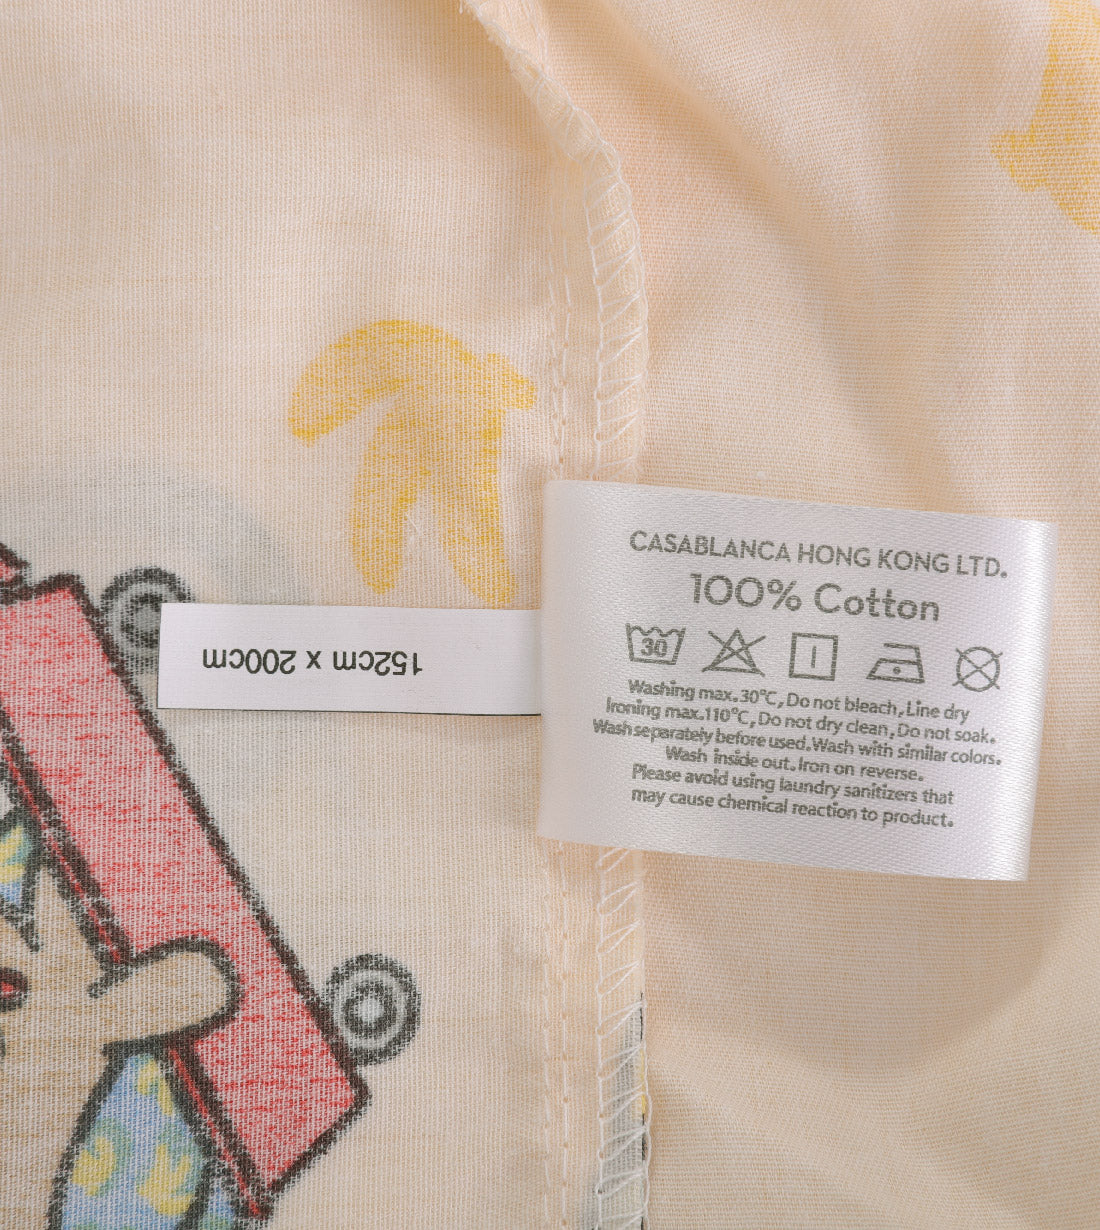 152cm x 200cm
CASABLANCA HONG KONG LTD.
100% Cotton
30
Washing max.30°C,Do not bleach,Line dry
Ironing max.110°C,Do not dry clean,Do not soak.
Wash separately before used.Wash with similar colors.
Wash inside out.Iron on reverse.
Please avoid using laundry sanitizers that
may cause chemical reaction to product.